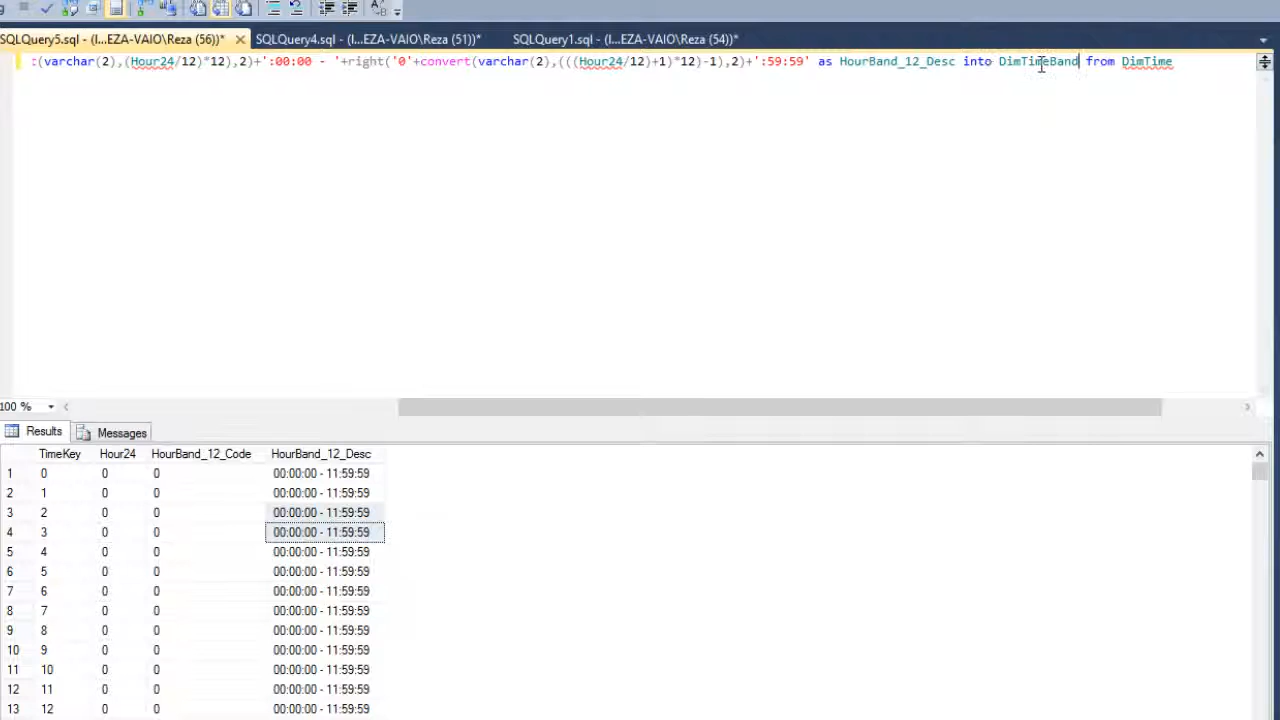 SQLQuery5.sql - (I...EZA-VAIO\Reza (56))* SQLQuery4.sql - (I...EZA-VAIO\Reza (51))* SQLQuery1.sql - (I...EZA-VAIO\Reza (54))*
:(varchar(2),(Hour24/12)*12),2)+':00:00 - '+right('0'+convert(varchar(2),(((Hour24/12)+1)*12)-1),2)+':59:59' as HourBand_12_Desc into DimTimeBand from DimTime
100 %
Results Messages
TimeKey Hour24 HourBand_12_Code HourBand_12_Desc
1 0 0 0 00:00:00 - 11:59:59
2 1 0 0 00:00:00 - 11:59:59
3 2 0 0 00:00:00 - 11:59:59
4 3 0 0 00:00:00 - 11:59:59
5 4 0 0 00:00:00 - 11:59:59
6 5 0 0 00:00:00 - 11:59:59
7 6 0 0 00:00:00 - 11:59:59
8 7 0 0 00:00:00 - 11:59:59
9 8 0 0 00:00:00 - 11:59:59
10 9 0 0 00:00:00 - 11:59:59
11 10 0 0 00:00:00 - 11:59:59
12 11 0 0 00:00:00 - 11:59:59
13 12 0 0 00:00:00 - 11:59:59